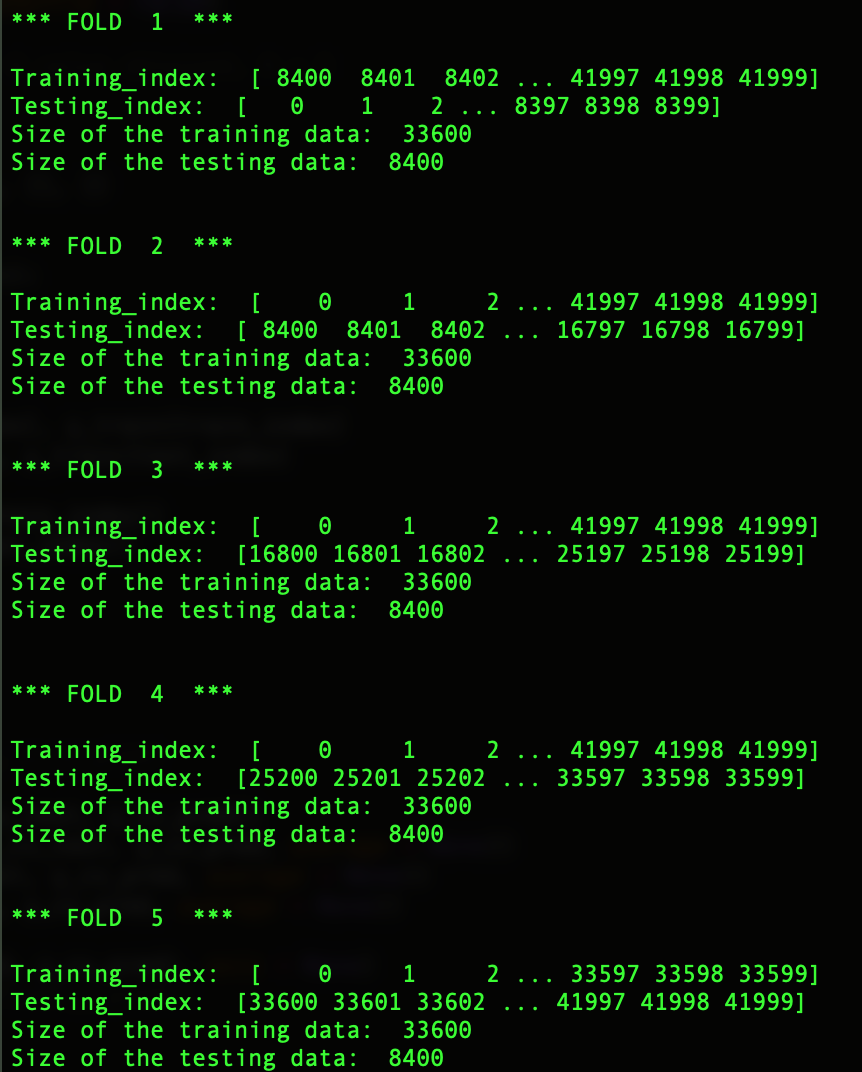 *** FOLD  1  ***
Training_index:  [ 8400  8401  8402 ... 41997 41998 41999]
Testing_index:  [   0    1    2 ... 8397 8398 8399]
Size of the training data:  33600
Size of the testing data:  8400
*** FOLD  2  ***
Training_index:  [    0     1     2 ... 41997 41998 41999]
Testing_index:  [ 8400  8401  8402 ... 16797 16798 16799]
Size of the training data:  33600
Size of the testing data:  8400
*** FOLD  3  ***
Training_index:  [    0     1     2 ... 41997 41998 41999]
Testing_index:  [16800 16801 16802 ... 25197 25198 25199]
Size of the training data:  33600
Size of the testing data:  8400
*** FOLD  4  ***
Training_index:  [    0     1     2 ... 41997 41998 41999]
Testing_index:  [25200 25201 25202 ... 33597 33598 33599]
Size of the training data:  33600
Size of the testing data:  8400
*** FOLD  5  ***
Training_index:  [    0     1     2 ... 33597 33598 33599]
Testing_index:  [33600 33601 33602 ... 41997 41998 41999]
Size of the training data:  33600
Size of the testing data:  8400